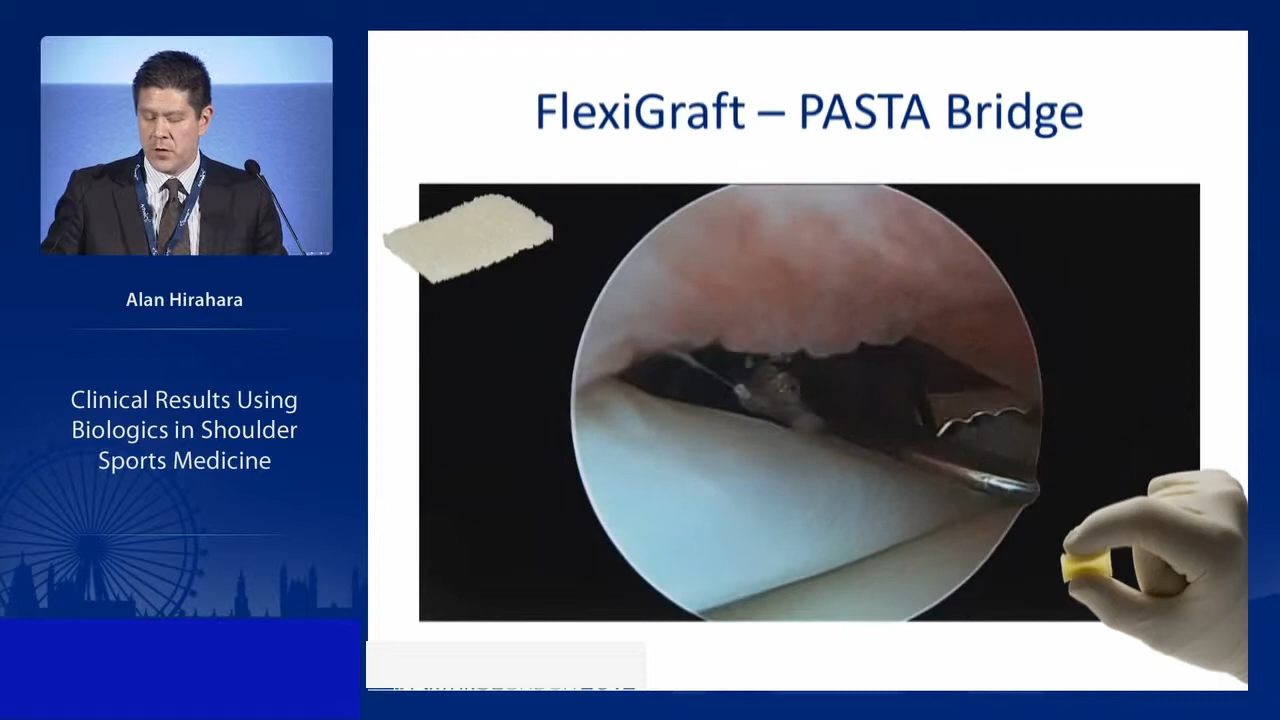 FlexiGraft – PASTA Bridge
Alan Hirahara
Clinical Results Using
Biologics in Shoulder
Sports Medicine